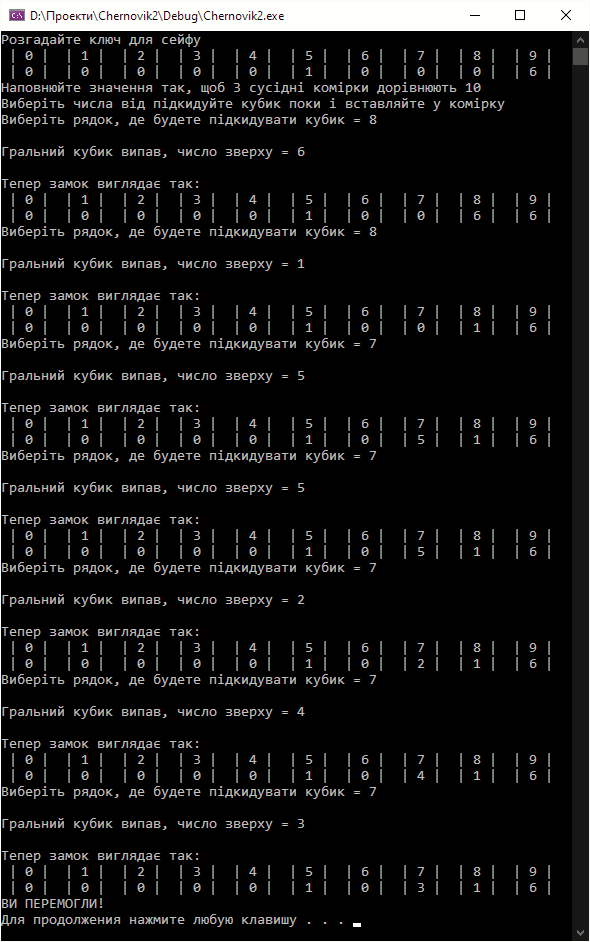 D:\Проекти\Chernovik2\Debug\Chernovik2.exe
Розгадайте ключ для сейфу
| 0 | | 1 | | 2 | | 3 | | 4 | | 5 | | 6 | | 7 | | 8 | | 9 |
| 0 | | 0 | | 0 | | 0 | | 0 | | 1 | | 0 | | 0 | | 0 | | 6 |
Наповнюйте значення так, щоб 3 сусідні комірки дорівнюють 10
Виберіть числа від підкидуйте кубик поки і вставляйте у комірку
Виберіть рядок, де будете підкидувати кубик = 8
Гральний кубик випав, число зверху = 6
Тепер замок виглядає так:
| 0 | | 1 | | 2 | | 3 | | 4 | | 5 | | 6 | | 7 | | 8 | | 9 |
| 0 | | 0 | | 0 | | 0 | | 0 | | 1 | | 0 | | 0 | | 6 | | 6 |
Виберіть рядок, де будете підкидувати кубик = 8
Гральний кубик випав, число зверху = 1
Тепер замок виглядає так:
| 0 | | 1 | | 2 | | 3 | | 4 | | 5 | | 6 | | 7 | | 8 | | 9 |
| 0 | | 0 | | 0 | | 0 | | 0 | | 1 | | 0 | | 0 | | 1 | | 6 |
Виберіть рядок, де будете підкидувати кубик = 7
Гральний кубик випав, число зверху = 5
Тепер замок виглядає так:
| 0 | | 1 | | 2 | | 3 | | 4 | | 5 | | 6 | | 7 | | 8 | | 9 |
| 0 | | 0 | | 0 | | 0 | | 0 | | 1 | | 0 | | 5 | | 1 | | 6 |
Виберіть рядок, де будете підкидувати кубик = 7
Гральний кубик випав, число зверху = 5
Тепер замок виглядає так:
| 0 | | 1 | | 2 | | 3 | | 4 | | 5 | | 6 | | 7 | | 8 | | 9 |
| 0 | | 0 | | 0 | | 0 | | 0 | | 1 | | 0 | | 5 | | 1 | | 6 |
Виберіть рядок, де будете підкидувати кубик = 7
Гральний кубик випав, число зверху = 2
Тепер замок виглядає так:
| 0 | | 1 | | 2 | | 3 | | 4 | | 5 | | 6 | | 7 | | 8 | | 9 |
| 0 | | 0 | | 0 | | 0 | | 0 | | 1 | | 0 | | 2 | | 1 | | 6 |
Виберіть рядок, де будете підкидувати кубик = 7
Гральний кубик випав, число зверху = 4
Тепер замок виглядає так:
| 0 | | 1 | | 2 | | 3 | | 4 | | 5 | | 6 | | 7 | | 8 | | 9 |
| 0 | | 0 | | 0 | | 0 | | 0 | | 1 | | 0 | | 4 | | 1 | | 6 |
Виберіть рядок, де будете підкидувати кубик = 7
Гральний кубик випав, число зверху = 3
Тепер замок виглядає так:
| 0 | | 1 | | 2 | | 3 | | 4 | | 5 | | 6 | | 7 | | 8 | | 9 |
| 0 | | 0 | | 0 | | 0 | | 0 | | 1 | | 0 | | 3 | | 1 | | 6 |
ВИ ПЕРЕМОГЛИ!
Для продолжения нажмите любую клавишу . . .